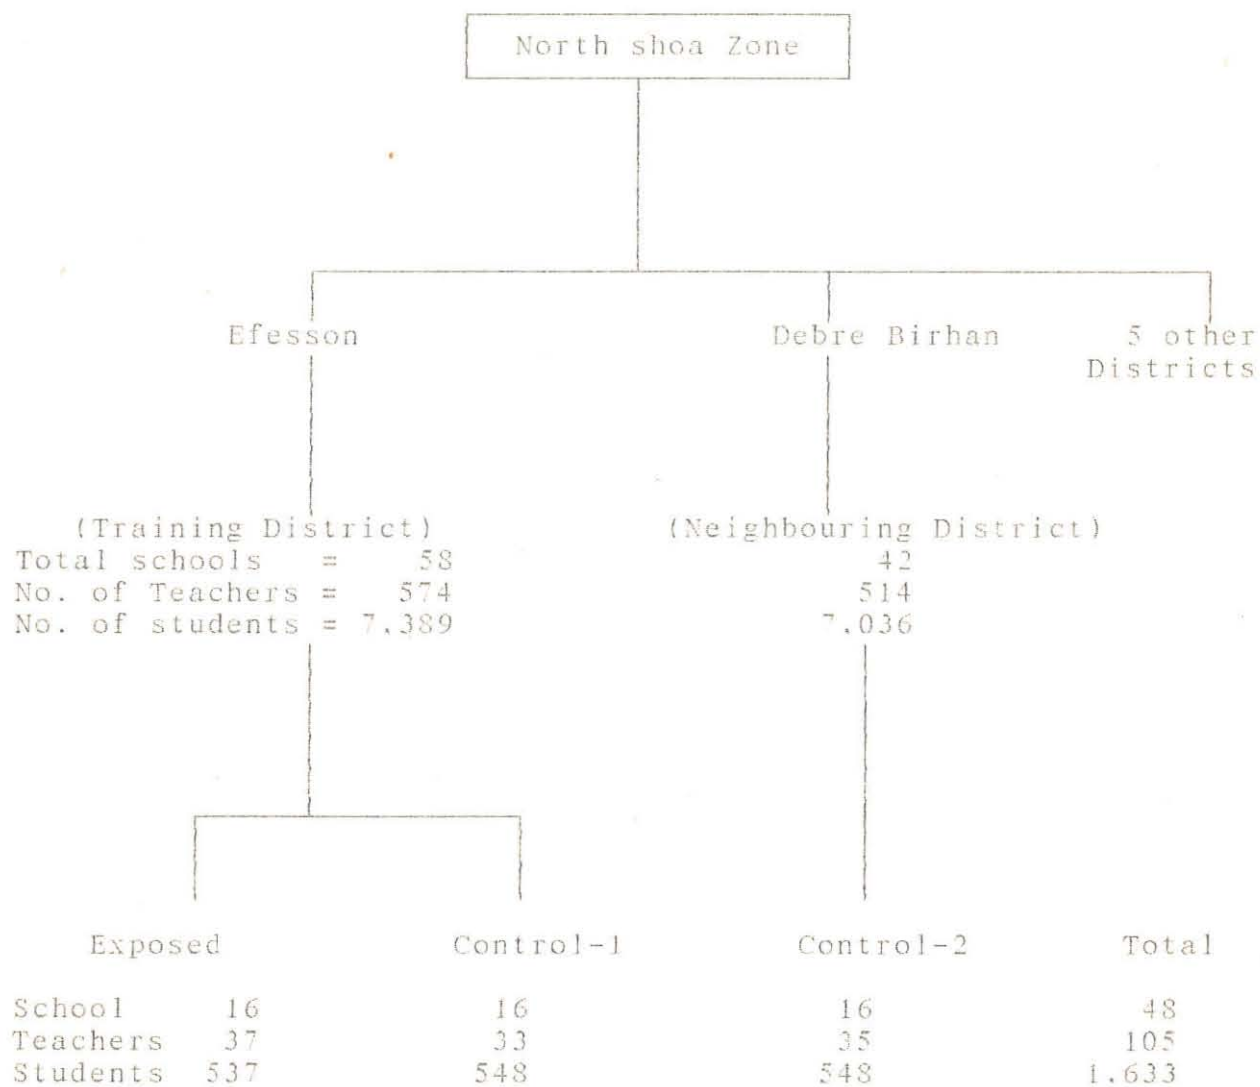 North shoa Zone
Efesson Debre Birhan 5 other
Districts
(Training District) (Neighbouring District)
Total schools = 58 42
No. of Teachers = 574 514
No. of students = 7.389 7.036
Exposed Control-1 Control-2 Total
School 16 16 16 48
Teachers 37 33 35 105
Students 537 548 548 1.633